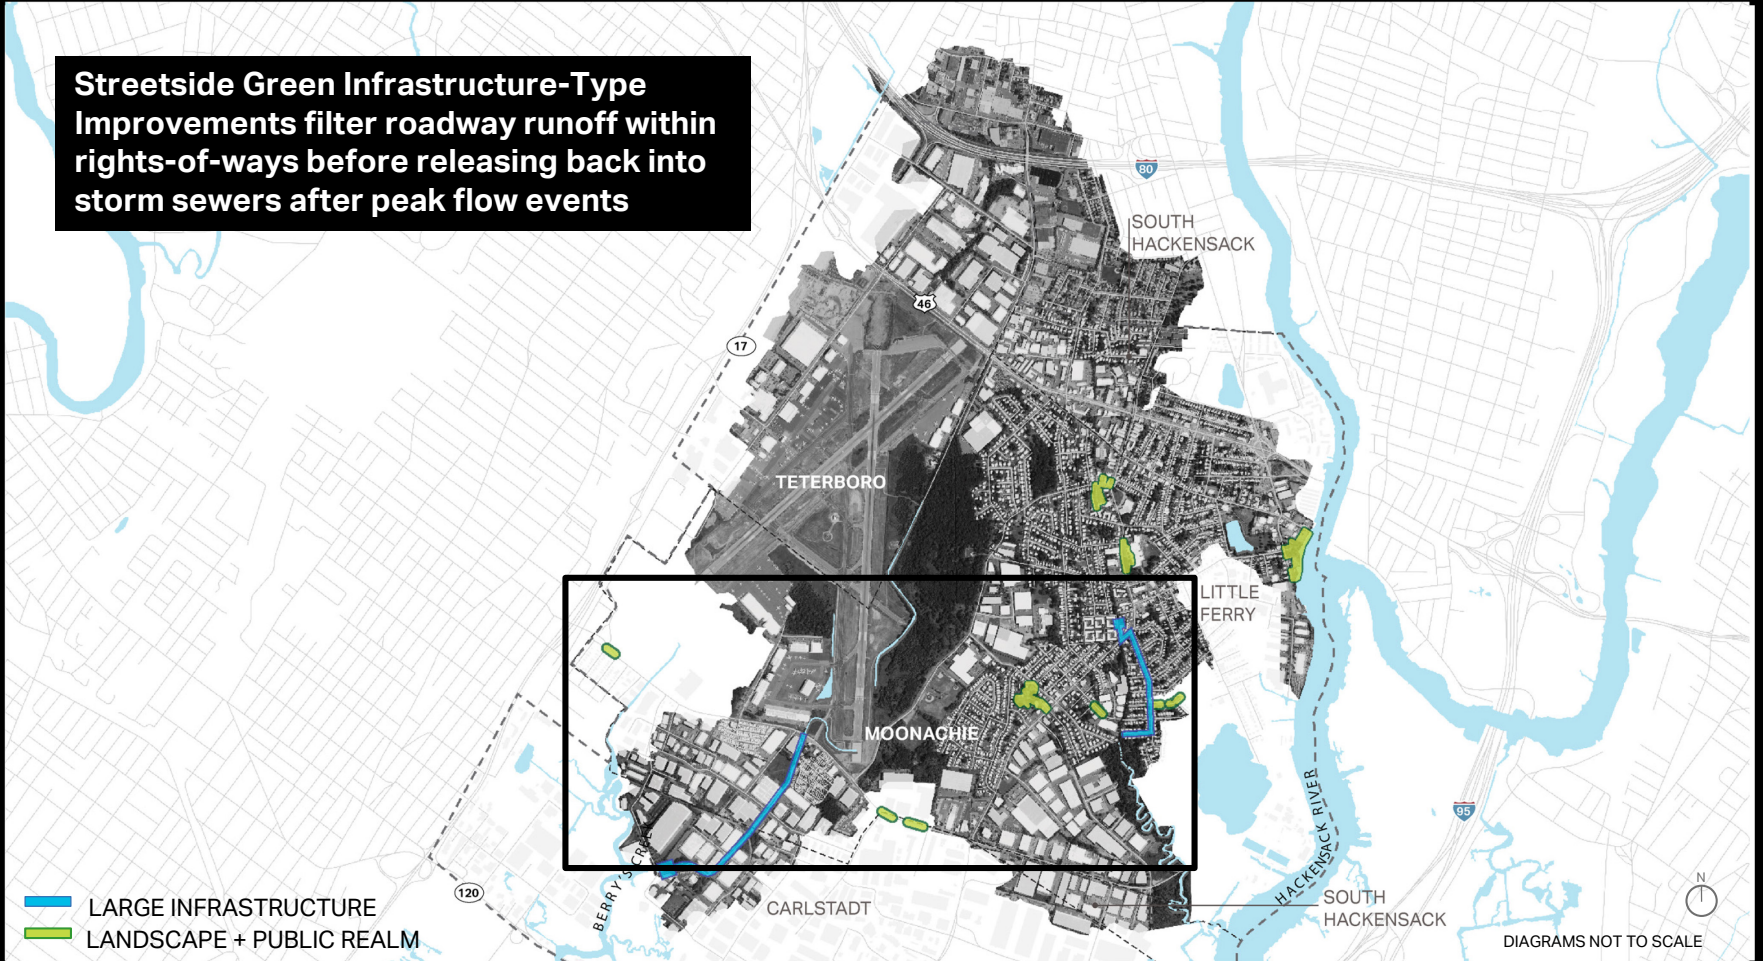 Streetside Green Infrastructure-Type
Improvements filter roadway runoff within
rights-of-ways before releasing back into
storm sewers after peak flow events
80
SOUTH
HACKENSACK
46
17
TETERBORO
LITTLE
FERRY
MOONACHIE
HACKENSACK RIVER
95
BERRY'S CREEK
120
CARLSTADT
SOUTH
HACKENSACK
N
LARGE INFRASTRUCTURE
LANDSCAPE + PUBLIC REALM
DIAGRAMS NOT TO SCALE